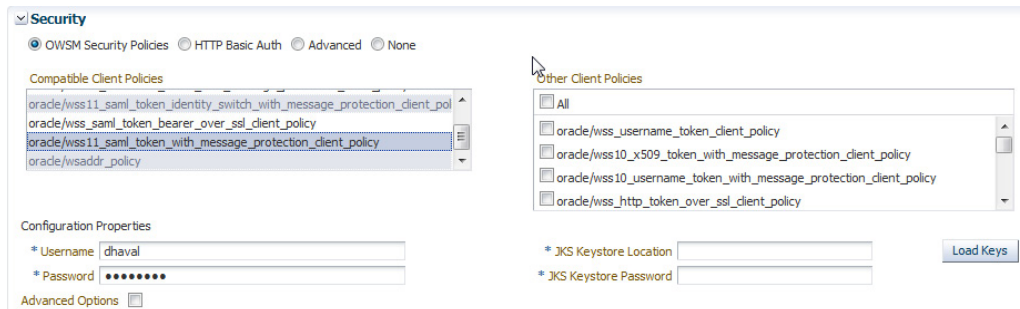 Security
OWSM Security Policies HTTP Basic Auth Advanced None
Compatible Client Policies
oracle/wss11_saml_token_identity_switch_with_message_protection_client_pol
oracle/wss_saml_token_bearer_over_ssl_client_policy
oracle/wss11_saml_token_with_message_protection_client_policy
oracle/wsaddr_policy
Other Client Policies
All
oracle/wss_username_token_client_policy
oracle/wss10_x509_token_with_message_protection_client_policy
oracle/wss10_username_token_with_message_protection_client_policy
oracle/wss_http_token_over_ssl_client_policy
Configuration Properties
* Username dhaval
* Password ●●●●●●●●
Advanced Options
* JKS Keystore Location
* JKS Keystore Password
Load Keys